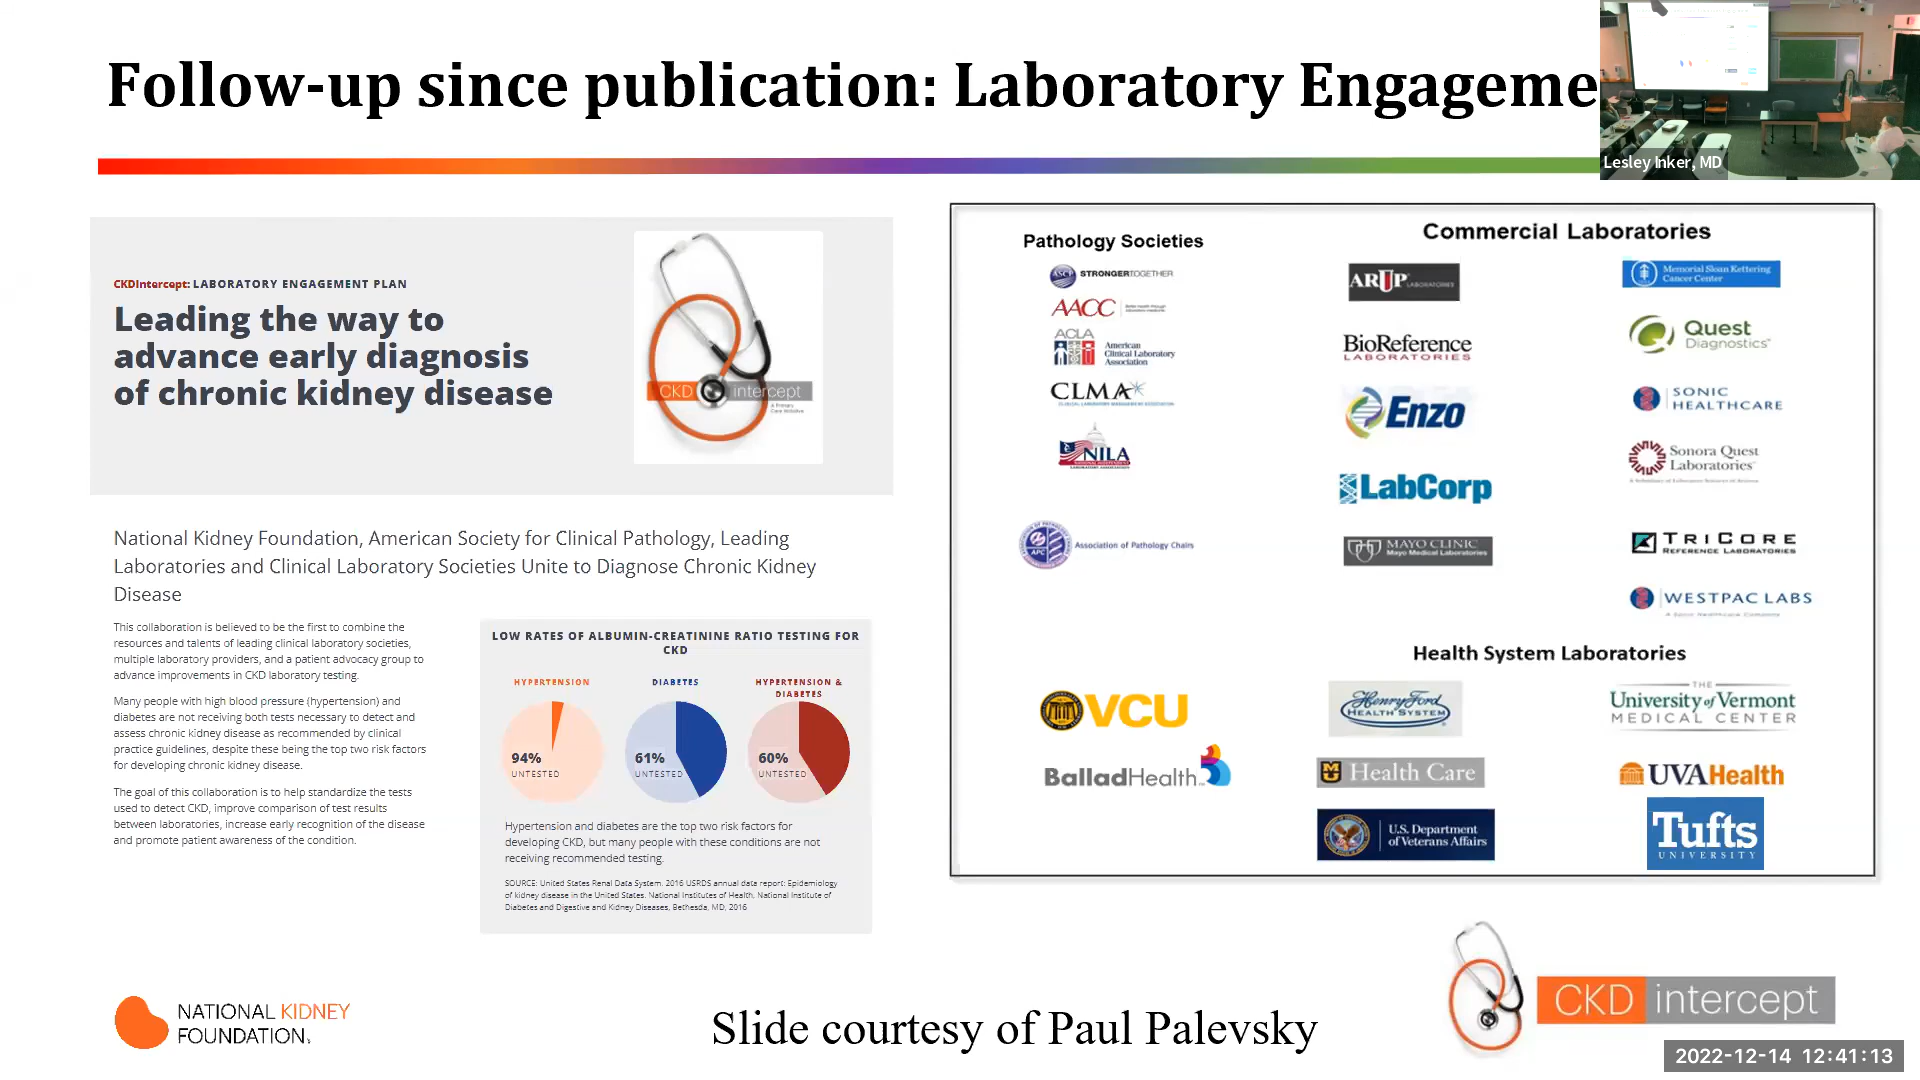 Follow-up since publication: Laboratory Engageme
Lesley Inker, MD
CKDIntercept: LABORATORY ENGAGEMENT PLAN
Leading the way to
advance early diagnosis
of chronic kidney disease
CKD intercept
A Primary
Care Initiative
National Kidney Foundation, American Society for Clinical Pathology, Leading
Laboratories and Clinical Laboratory Societies Unite to Diagnose Chronic Kidney
Disease
This collaboration is believed to be the first to combine the
resources and talents of leading clinical laboratory societies,
multiple laboratory providers, and a patient advocacy group to
advance improvements in CKD laboratory testing.
Many people with high blood pressure (hypertension) and
diabetes are not receiving both tests necessary to detect and
assess chronic kidney disease as recommended by clinical
practice guidelines, despite these being the top two risk factors
for developing chronic kidney disease.
The goal of this collaboration is to help standardize the tests
used to detect CKD, improve comparison of test results
between laboratories, increase early recognition of the disease
and promote patient awareness of the condition.
LOW RATES OF ALBUMIN-CREATININE RATIO TESTING FOR
CKD
HYPERTENSION
94%
UNTESTED
DIABETES
61%
UNTESTED
HYPERTENSION &
DIABETES
60%
UNTESTED
Hypertension and diabetes are the top two risk factors for
developing CKD, but many people with these conditions are not
receiving recommended testing.
SOURCE: United States Renal Data System. 2016 USRDS annual data report: Epidemiology
of kidney disease in the United States. National Institutes of Health, National Institute of
Diabetes and Digestive and Kidney Diseases, Bethesda, MD, 2016
Pathology Societies
ASCP STRONGERTOGETHER
AACC Better health through
laboratory medicine
ACLA
American
Clinical Laboratory
Association
CLMA
CLINICAL LABORATORY MANAGEMENT ASSOCIATION
NILA
APC Association of Pathology Chairs
Commercial Laboratories
ARUP LABORATORIES
BioReference
LABORATORIES
Enzo
LabCorp
MAYO CLINIC
Mayo Medical Laboratories
Memorial Sloan Kettering
Cancer Center
Quest
Diagnostics
SONIC
HEALTHCARE
Sonora Quest
Laboratories
TRICORE
REFERENCE LABORATORIES
WESTPAC LABS
A Sonic Healthcare Company
Health System Laboratories
VCU
BalladHealth
Henry Ford
HEALTH SYSTEM
Health Care
U.S. Department
of Veterans Affairs
THE
University of Vermont
MEDICAL CENTER
UVAHealth
Tufts
UNIVERSITY
NATIONAL KIDNEY
FOUNDATION
Slide courtesy of Paul Palevsky
CKD intercept
2022-12-14 12:41:13